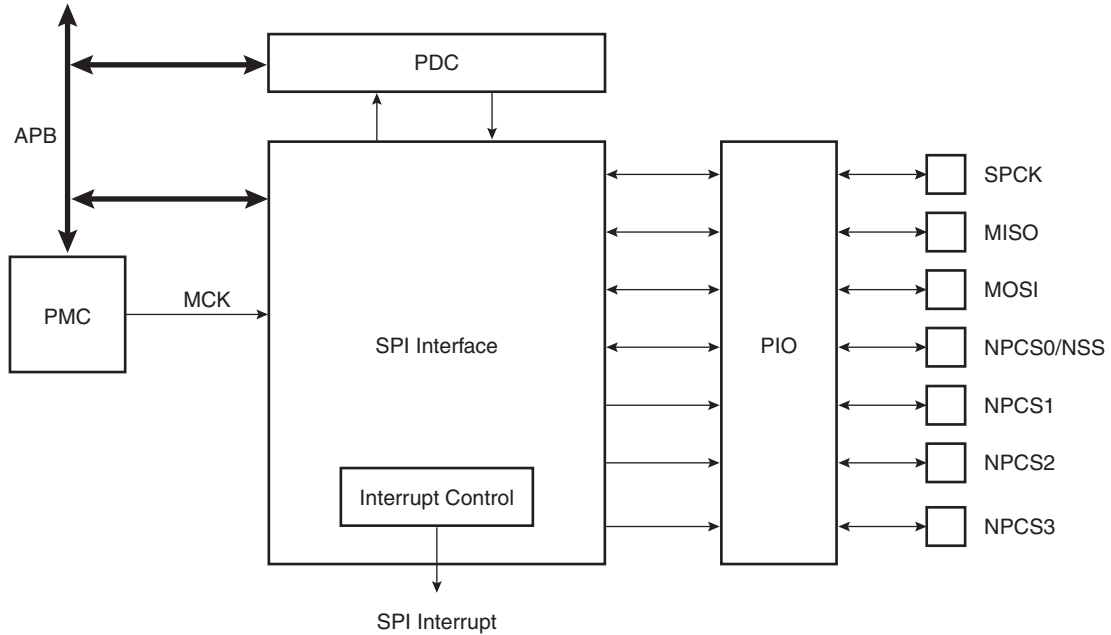 PDC
APB
SPCK
MISO
MOSI
PMC
MCK
SPI Interface
PIO
NPCS0/NSS
NPCS1
NPCS2
Interrupt Control
NPCS3
SPI Interrupt